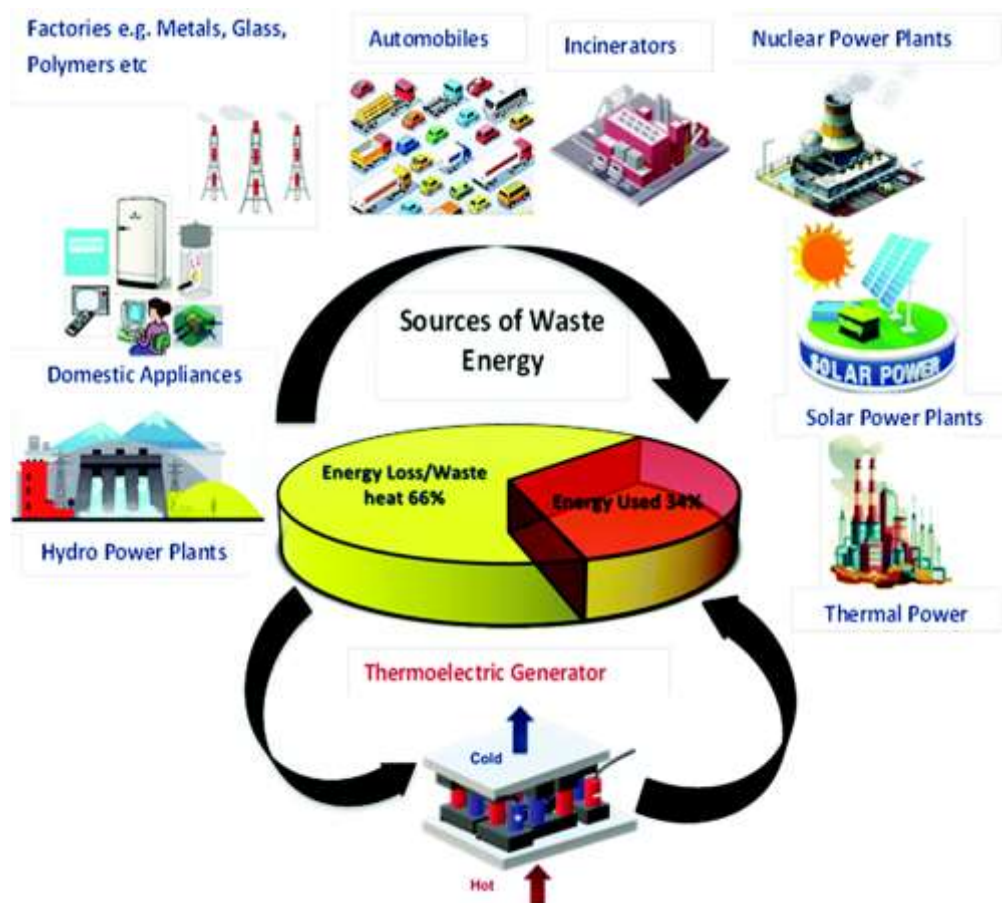 Factories e.g. Metals, Glass,
Polymers etc
Automobiles
Incinerators
Nuclear Power Plants
Sources of Waste
Energy
Domestic Appliances
SOLAR POWER
Solar Power Plants
Energy Loss/Waste
heat 66%
Energy Used 34%
Hydro Power Plants
Thermal Power
Thermoelectric Generator
Cold
Hot